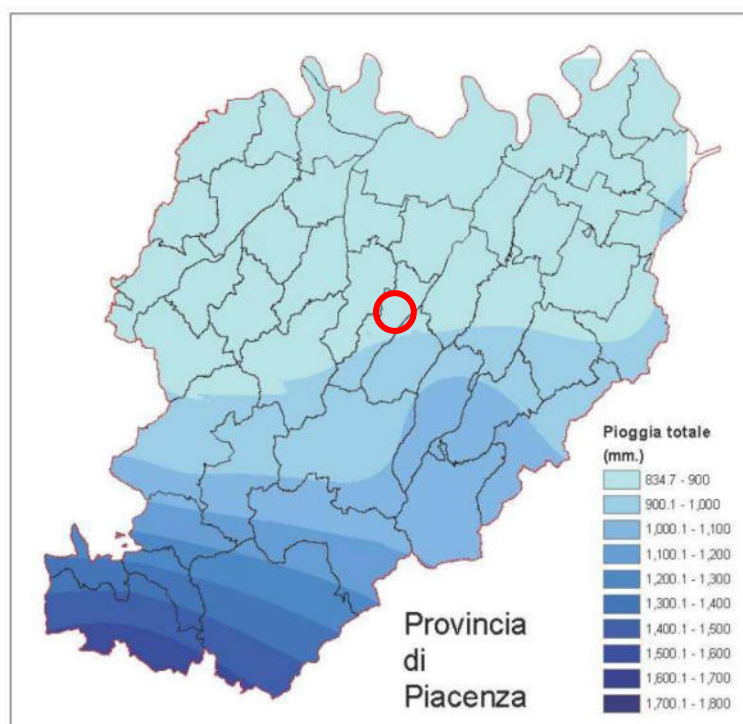 Pioggia totale
(mm.)
834.7 - 900
900.1 - 1,000
1,000.1 - 1,100
1,100.1 - 1,200
1,200.1 - 1,300
1,300.1 - 1,400
1,400.1 - 1,500
1,500.1 - 1,600
1,600.1 - 1,700
1,700.1 - 1,800
Provincia
di
Piacenza